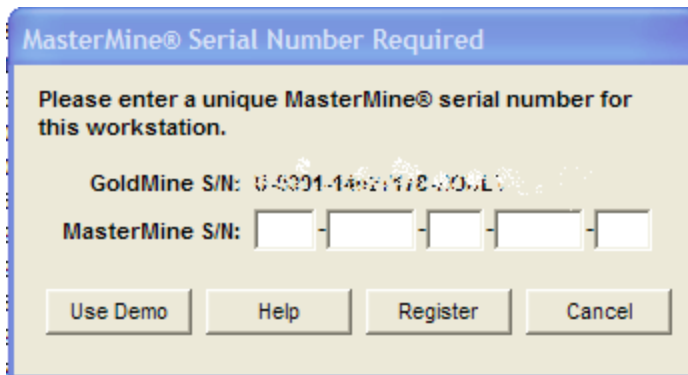 MasterMine® Serial Number Required
Please enter a unique MasterMine® serial number for
this workstation.
GoldMine S/N:
MasterMine S/N: - - - -
Use Demo Help Register Cancel